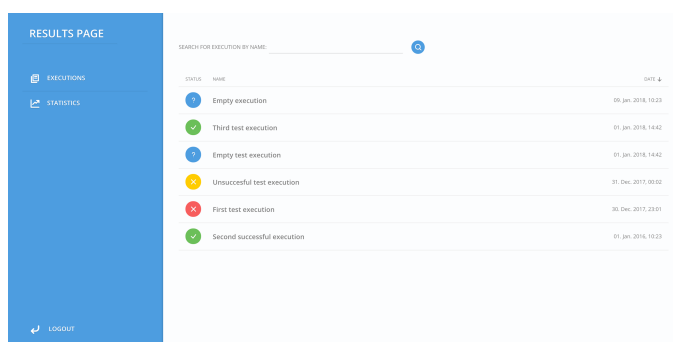 RESULTS PAGE
EXECUTIONS
STATISTICS
LOGOUT
SEARCH FOR EXECUTION BY NAME:
STATUS NAME DATE
? Empty execution 09. Jan. 2018, 10:23
Third test execution 01. Jan. 2018, 14:42
? Empty test execution 01. Jan. 2018, 14:42
Unsuccesful test execution 31. Dec. 2017, 00:02
First test execution 30. Dec. 2017, 23:01
Second successful execution 01. Jan. 2016, 10:23